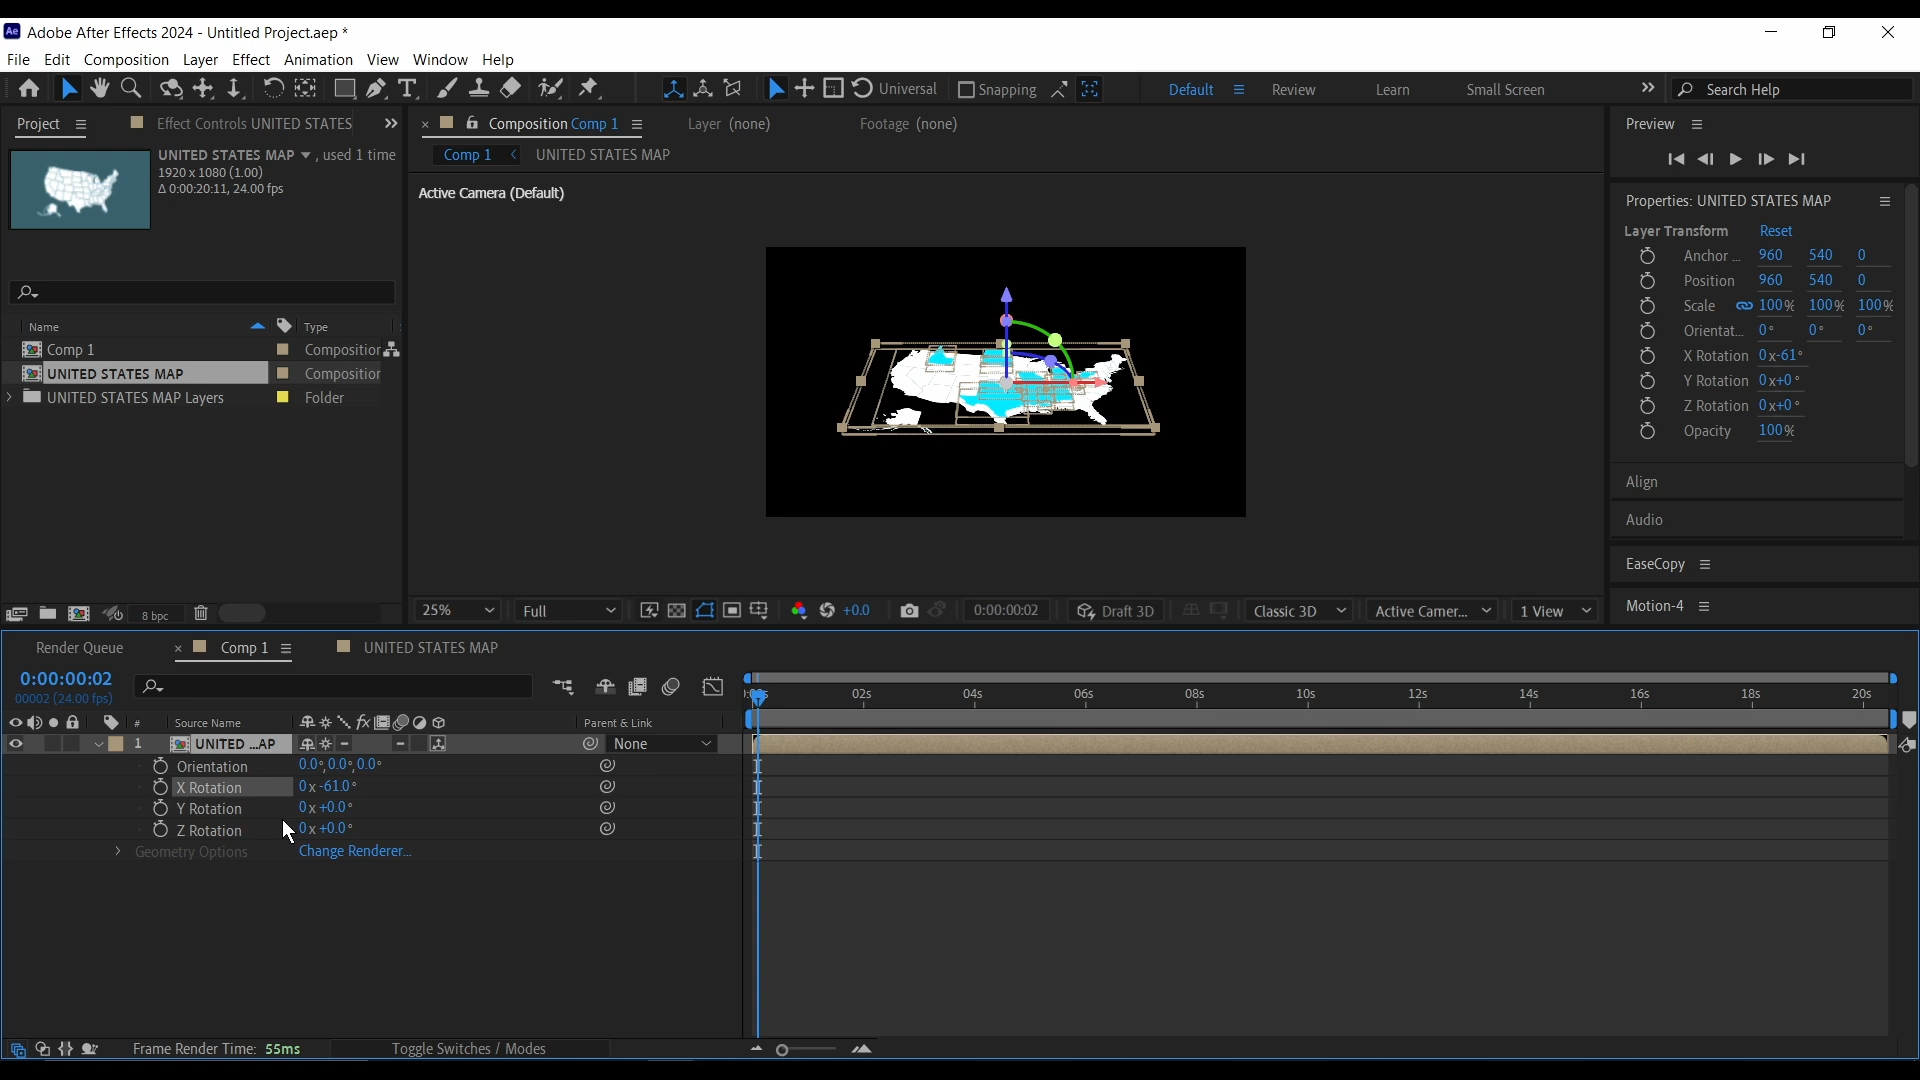 Ae Adobe After Effects 2024 - Untitled Project.aep *
File Edit Composition Layer Effect Animation View Window Help
Universal Snapping Default Review Learn Small Screen Search Help
Project Effect Controls UNITED STATES
UNITED STATES MAP , used 1 time
1920 x 1080 (1.00)
Δ 0:00:20:11, 24.00 fps
Name Type
Comp 1 Composition
UNITED STATES MAP Composition
UNITED STATES MAP Layers Folder
8 bpc
Composition Comp 1 Layer (none) Footage (none)
Comp 1 UNITED STATES MAP
Active Camera (Default)
25% Full +0.0 0:00:00:02 Draft 3D Classic 3D Active Camer... 1 View
Preview
Properties: UNITED STATES MAP
Layer Transform Reset
Anchor ... 960 540 0
Position 960 540 0
Scale 100% 100% 100%
Orientat... 0° 0° 0°
X Rotation 0x-61°
Y Rotation 0x+0°
Z Rotation 0x+0°
Opacity 100%
Align
Audio
EaseCopy
Motion-4
Render Queue Comp 1 UNITED STATES MAP
0:00:00:02
00002 (24.00 fps)
02s 04s 06s 08s 10s 12s 14s 16s 18s 20s
# Source Name fx Parent & Link
1 UNITED ...AP None
Orientation 0.0°, 0.0°, 0.0°
X Rotation 0 x -61.0°
Y Rotation 0 x +0.0°
Z Rotation 0 x +0.0°
Geometry Options Change Renderer...
Frame Render Time: 55ms Toggle Switches / Modes